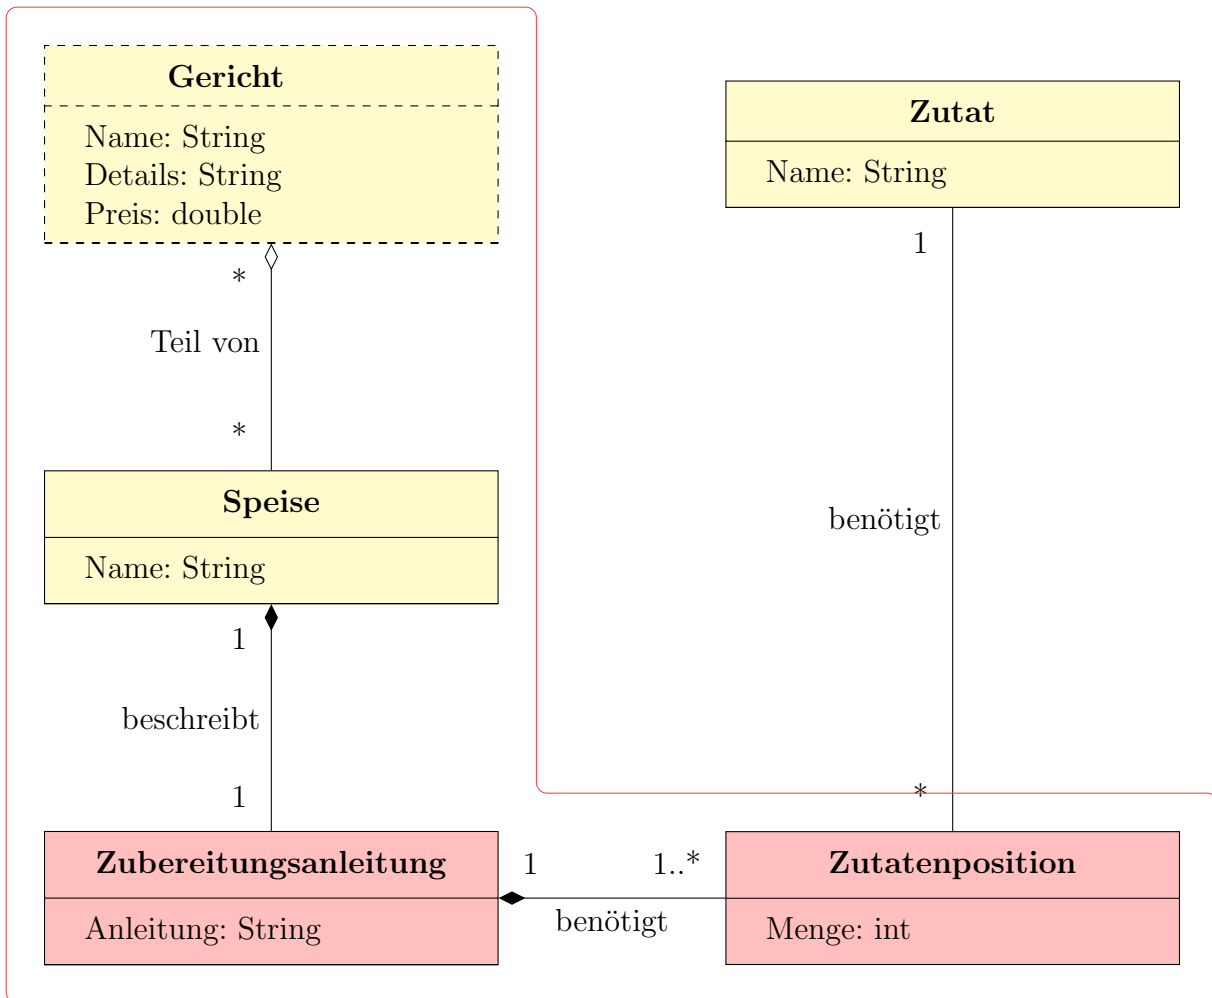 Gericht
Name: String
Details: String
Preis: double
Zutat
Name: String
*
Teil von
*
1
benötigt
*
Speise
Name: String
1
beschreibt
1
Zubereitungsanleitung
Anleitung: String
1
1..*
benötigt
Zutatenposition
Menge: int